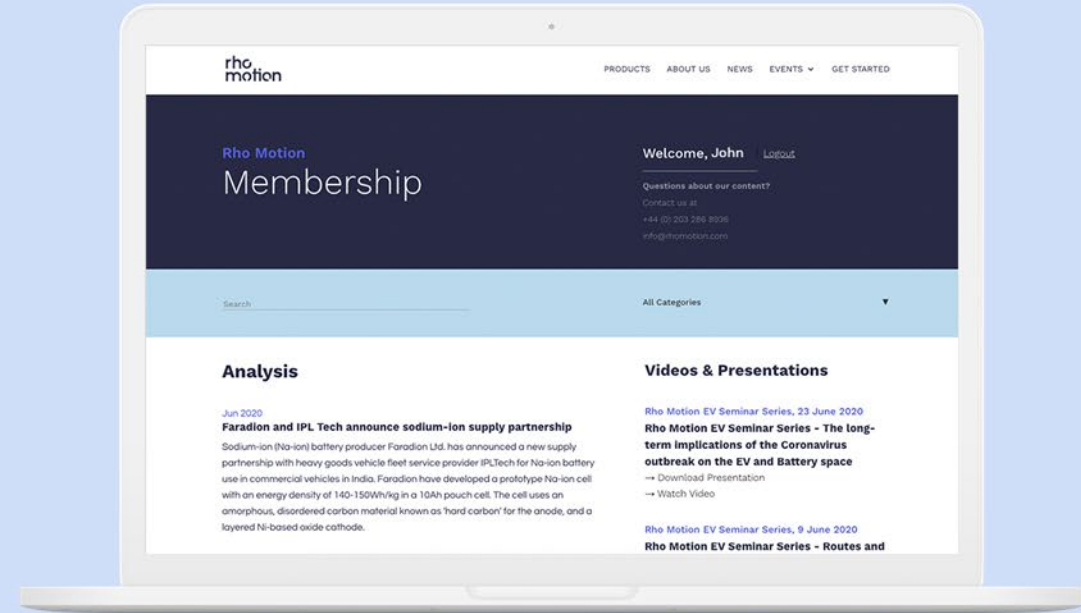 rho
motion
PRODUCTS ABOUT US NEWS EVENTS GET STARTED
Rho Motion
Membership
Welcome, John Logout
Questions about our content?
Contact us at
+44 (0) 203 286 8936
info@rhomotion.com
Search
All Categories
Analysis
Jun 2020
Faradion and IPL Tech announce sodium-ion supply partnership
Sodium-ion (Na-ion) battery producer Faradion Ltd. has announced a new supply
partnership with heavy goods vehicle fleet service provider IPLTech for Na-ion battery
use in commercial vehicles in India. Faradion have developed a prototype Na-ion cell
with an energy density of 140-150Wh/kg in a 10Ah pouch cell. The cell uses an
amorphous, disordered carbon material known as 'hard carbon' for the anode, and a
layered Ni-based oxide cathode.
Videos & Presentations
Rho Motion EV Seminar Series, 23 June 2020
Rho Motion EV Seminar Series - The long-
term implications of the Coronavirus
outbreak on the EV and Battery space
→ Download Presentation
→ Watch Video
Rho Motion EV Seminar Series, 9 June 2020
Rho Motion EV Seminar Series - Routes and